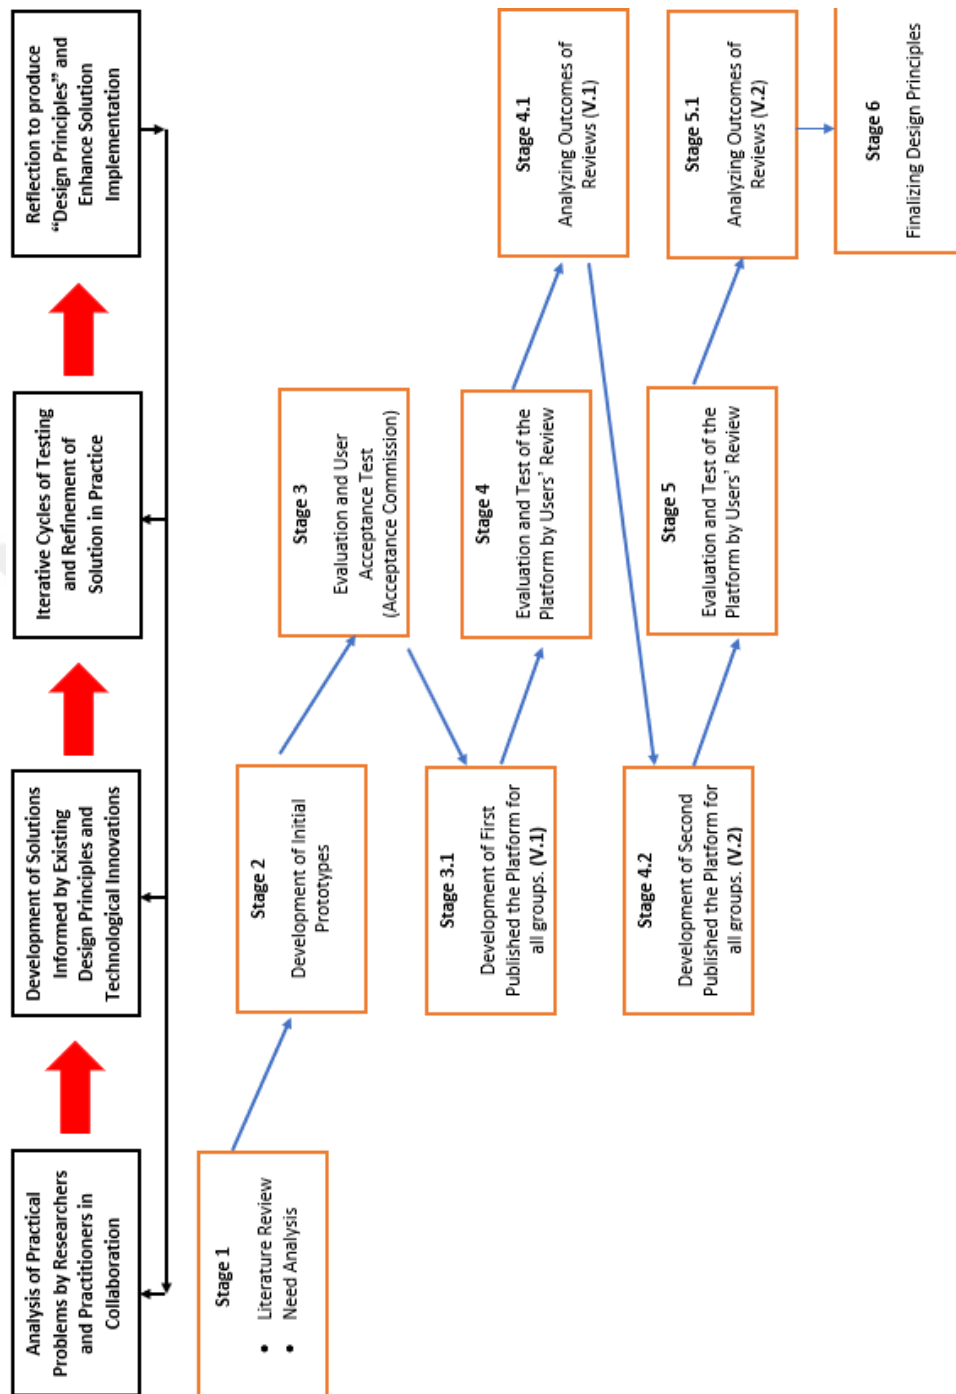 Analysis of Practical
Problems by Researchers
and Practitioners in
Collaboration
Development of Solutions
Informed by Existing
Design Principles and
Technological Innovations
Iterative Cycles of Testing
and Refinement of
Solution in Practice
Reflection to produce
“Design Principles” and
Enhance Solution
Implementation
Stage 1
• Literature Review
• Need Analysis
Stage 2
Development of Initial
Prototypes
Stage 3
Evaluation and User
Acceptance Test
(Acceptance Commission)
Stage 3.1
Development of First
Published the Platform for
all groups. (V.1)
Stage 4
Evaluation and Test of the
Platform by Users’ Review
Stage 4.1
Analyzing Outcomes of
Reviews (V.1)
Stage 4.2
Development of Second
Published the Platform for
all groups. (V.2)
Stage 5
Evaluation and Test of the
Platform by Users’ Review
Stage 5.1
Analyzing Outcomes of
Reviews (V.2)
Stage 6
Finalizing Design Principles